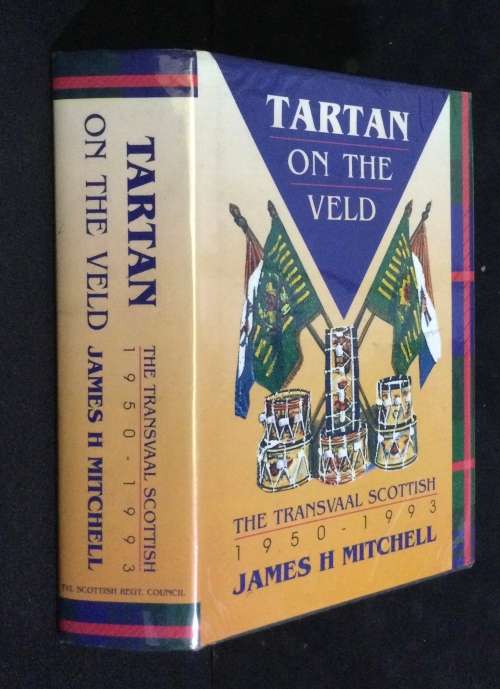 TARTAN
ON THE VELD
THE TRANSVAAL SCOTTISH
1950-1993
JAMES H MITCHELL
TVL SCOTTISH REGT. COUNCIL
TARTAN
ON THE
VELD
THE TRANSVAAL SCOTTISH
1950-1993
JAMES H MITCHELL